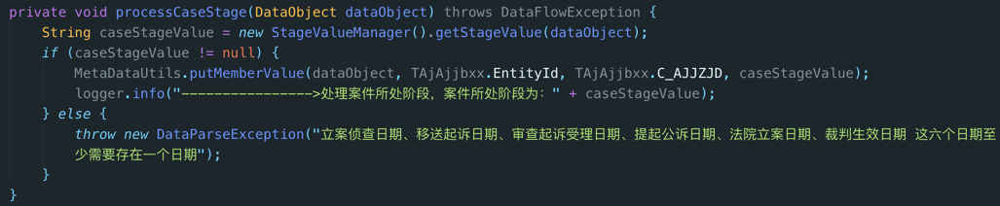 private void processCaseStage(DataObject dataObject) throws DataFlowException {
    String caseStageValue = new StageValueManager().getStageValue(dataObject);
    if (caseStageValue != null) {
        MetaDataUtils.putMemberValue(dataObject, TAjAjjbxx.EntityId, TAjAjjbxx.C_AJJZJD, caseStageValue);
        logger.info("---------------->处理案件所处阶段，案件所处阶段为：" + caseStageValue);
    } else {
        throw new DataParseException("立案侦查日期、移送起诉日期、审查起诉受理日期、提起公诉日期、法院立案日期、裁判生效日期 这六个日期至
        少需要存在一个日期");
    }
}